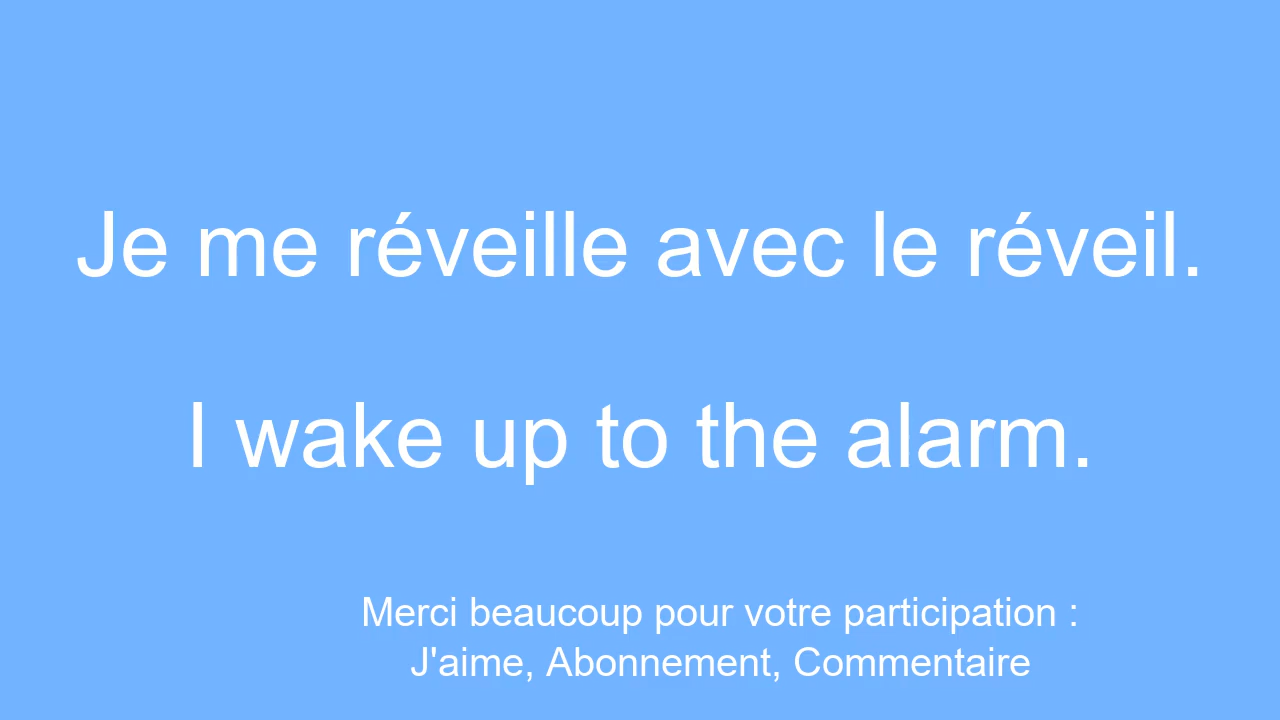 Je me réveille avec le réveil.
I wake up to the alarm.
Merci beaucoup pour votre participation :
J'aime, Abonnement, Commentaire